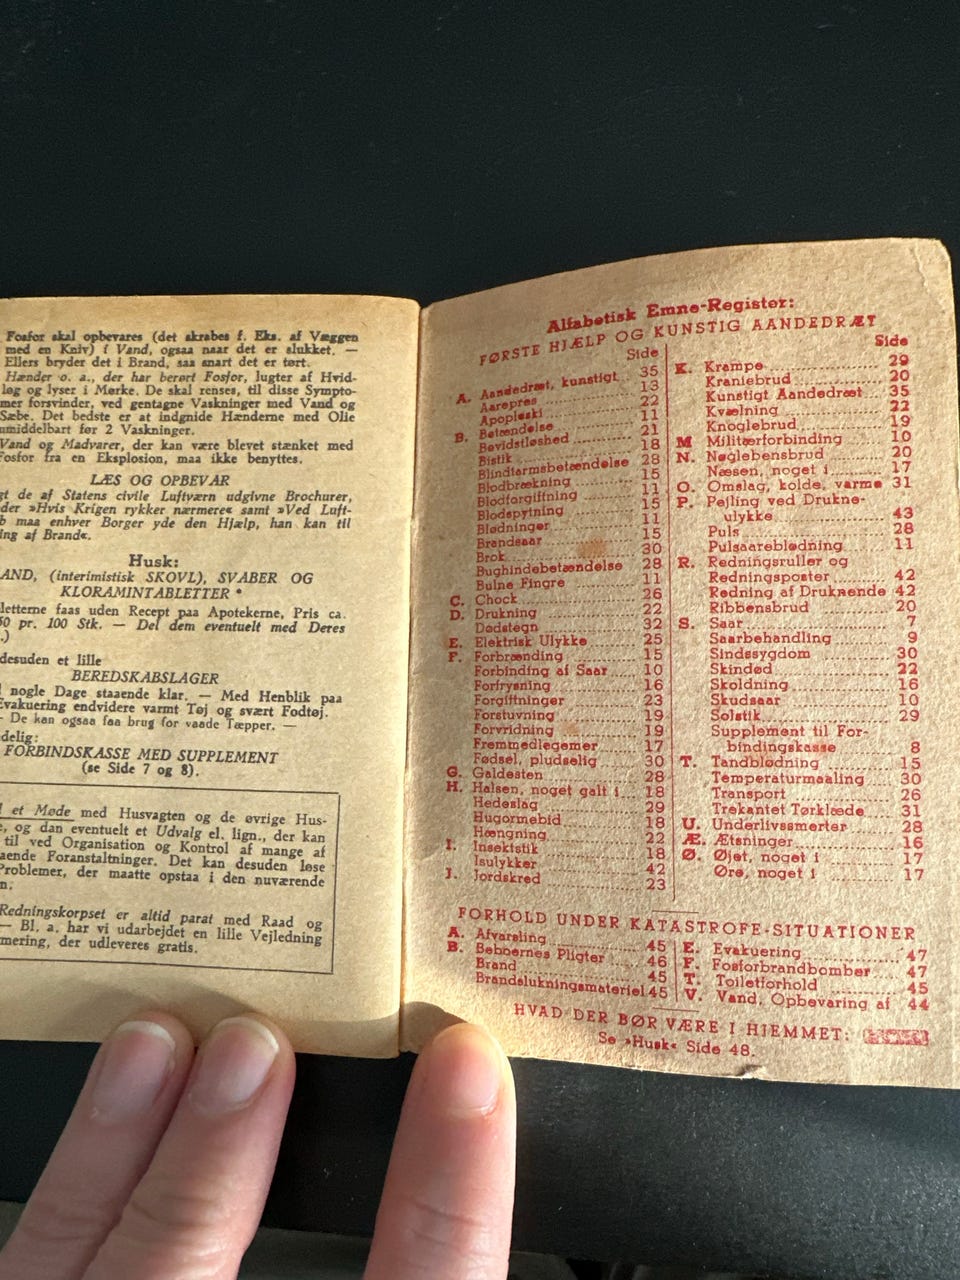 Fosfor skal opbevares (det skrabes f. Eks. af Væggen
med en Kniv) i Vand, ogsaa naar det er slukket. —
Ellers bryder det i Brand, saa snart det er tørt.
Hænder o. a., der har berørt Fosfor, lugter af Hvid-
løg og lyser i Mørke. De skal renses, til disse Sympto-
mer forsvinder, ved gentagne Vaskninger med Vand og
Sæbe. Det bedste er at indgnide Hænderne med Olie
umiddelbart før 2 Vaskninger.
Vand og Madvarer, der kan være blevet stænket med
Fosfor fra en Eksplosion, maa ikke benyttes.
LÆS OG OPBEVAR
de af Statens civile Luftværn udgivne Brochurer,
»Hvis Krigen rykker nærmere« samt »Ved Luft-
maa enhver Borger yde den Hjælp, han kan til
af Brand«.
Husk:
(interimistisk SKOVL), SVABER OG
KLORAMINTABLETTER *
faas uden Recept paa Apotekerne, Pris ca.
pr. 100 Stk. — Del dem eventuelt med Deres
desuden et lille
BEREDSKABSLAGER
nogle Dage staaende klar. — Med Henblik paa
Evakuering endvidere varmt Tøj og svært Fodtøj.
- De kan ogsaa faa brug for vaade Tæpper. —
FORBINDSKASSE MED SUPPLEMENT
(se Side 7 og 8).
et Møde med Husvagten og de øvrige Hus-
og dan eventuelt et Udvalg el. lign., der kan
til ved Organisation og Kontrol af mange af
Foranstaltninger. Det kan desuden løse
Problemer, der maatte opstaa i den nuværende
Redningskorpset er altid parat med Raad og
— Bl. a. har vi udarbejdet en lille Vejledning
der udleveres gratis.
Alfabetisk Emne-Register:
FØRSTE HJÆLP OG KUNSTIG AANDEDRÆT
Side
A. Aandedræt, kunstigt 35
Aarepres 13
Apopleksi 22
B. Betændelse 11
Bevidstløshed 21
Bistik 18
Blindtarmsbetændelse 28
Blodbrækning 15
Blodforgiftning 11
Blodspytning 15
Blødninger 11
Brandsaar 15
Brok 30
Bughindebetændelse 28
Bulne Fingre 11
C. Chock 26
D. Drukning 22
Dødstegn 32
E. Elektrisk Ulykke 25
F. Forbrænding 15
Forbinding af Saar 10
Forfrysning 16
Forgiftninger 23
Forstuvning 19
Forvridning 19
Fremmedlegemer 17
Fødsel, pludselig 30
G. Galdesten 28
H. Halsen, noget galt i 18
Hedeslag 29
Hugormebid 18
Hængning 22
I. Insektstik 18
Isulykker 42
J. Jordskred 23
Side
K. Krampe 29
Kraniebrud 20
Kunstigt Aandedræt 35
Kvælning 22
Knoglebrud 19
M Militærforbinding 10
N. Nøglebensbrud 20
Næsen, noget i 17
O. Omslag, kolde, varme 31
P. Pejling ved Drukne-
ulykke 43
Puls 28
Pulsaareblødning 11
R. Redningsruller og
Redningsposter 42
Redning af Druknende 42
Ribbensbrud 20
S. Saar 7
Saarbehandling 9
Sindssygdom 30
Skindød 22
Skoldning 16
Skudsaar 10
Solstik 29
Supplement til For-
bindingskasse 8
T. Tandblødning 15
Temperaturmaaling 30
Transport 26
Trekantet Tørklæde 31
U. Underlivssmerter 28
Æ. Ætsninger 16
Ø. Øjet, noget i 17
Øre, noget i 17
FORHOLD UNDER KATASTROFE-SITUATIONER
A. Afvarsling 45
B. Bebbernes Pligter 46
Brand 45
Brandslukningsmateriel 45
E. Evakuering 47
F. Fosforbrandbomber 47
T. Toiletforhold 45
V. Vand, Opbevaring af 44
HVAD DER BØR VÆRE I HJEMMET:
Se »Husk« Side 48.